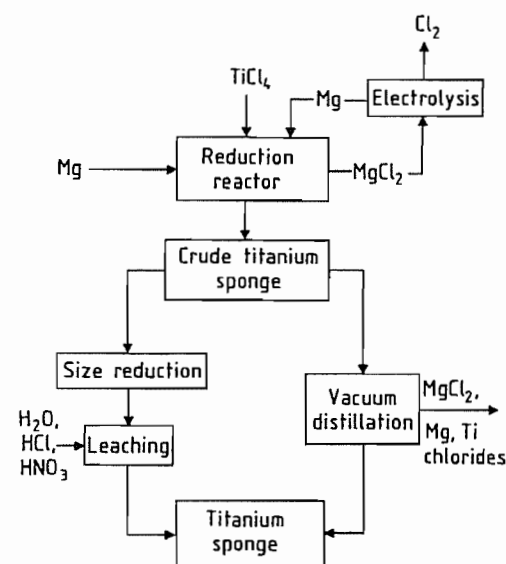 Cl₂
TiCl₄
Mg
Electrolysis
Mg
Reduction
reactor
MgCl₂
Crude titanium
sponge
Size reduction
H₂O,
HCl,
HNO₃
Leaching
Vacuum
distillation
MgCl₂,
Mg, Ti
chlorides
Titanium
sponge